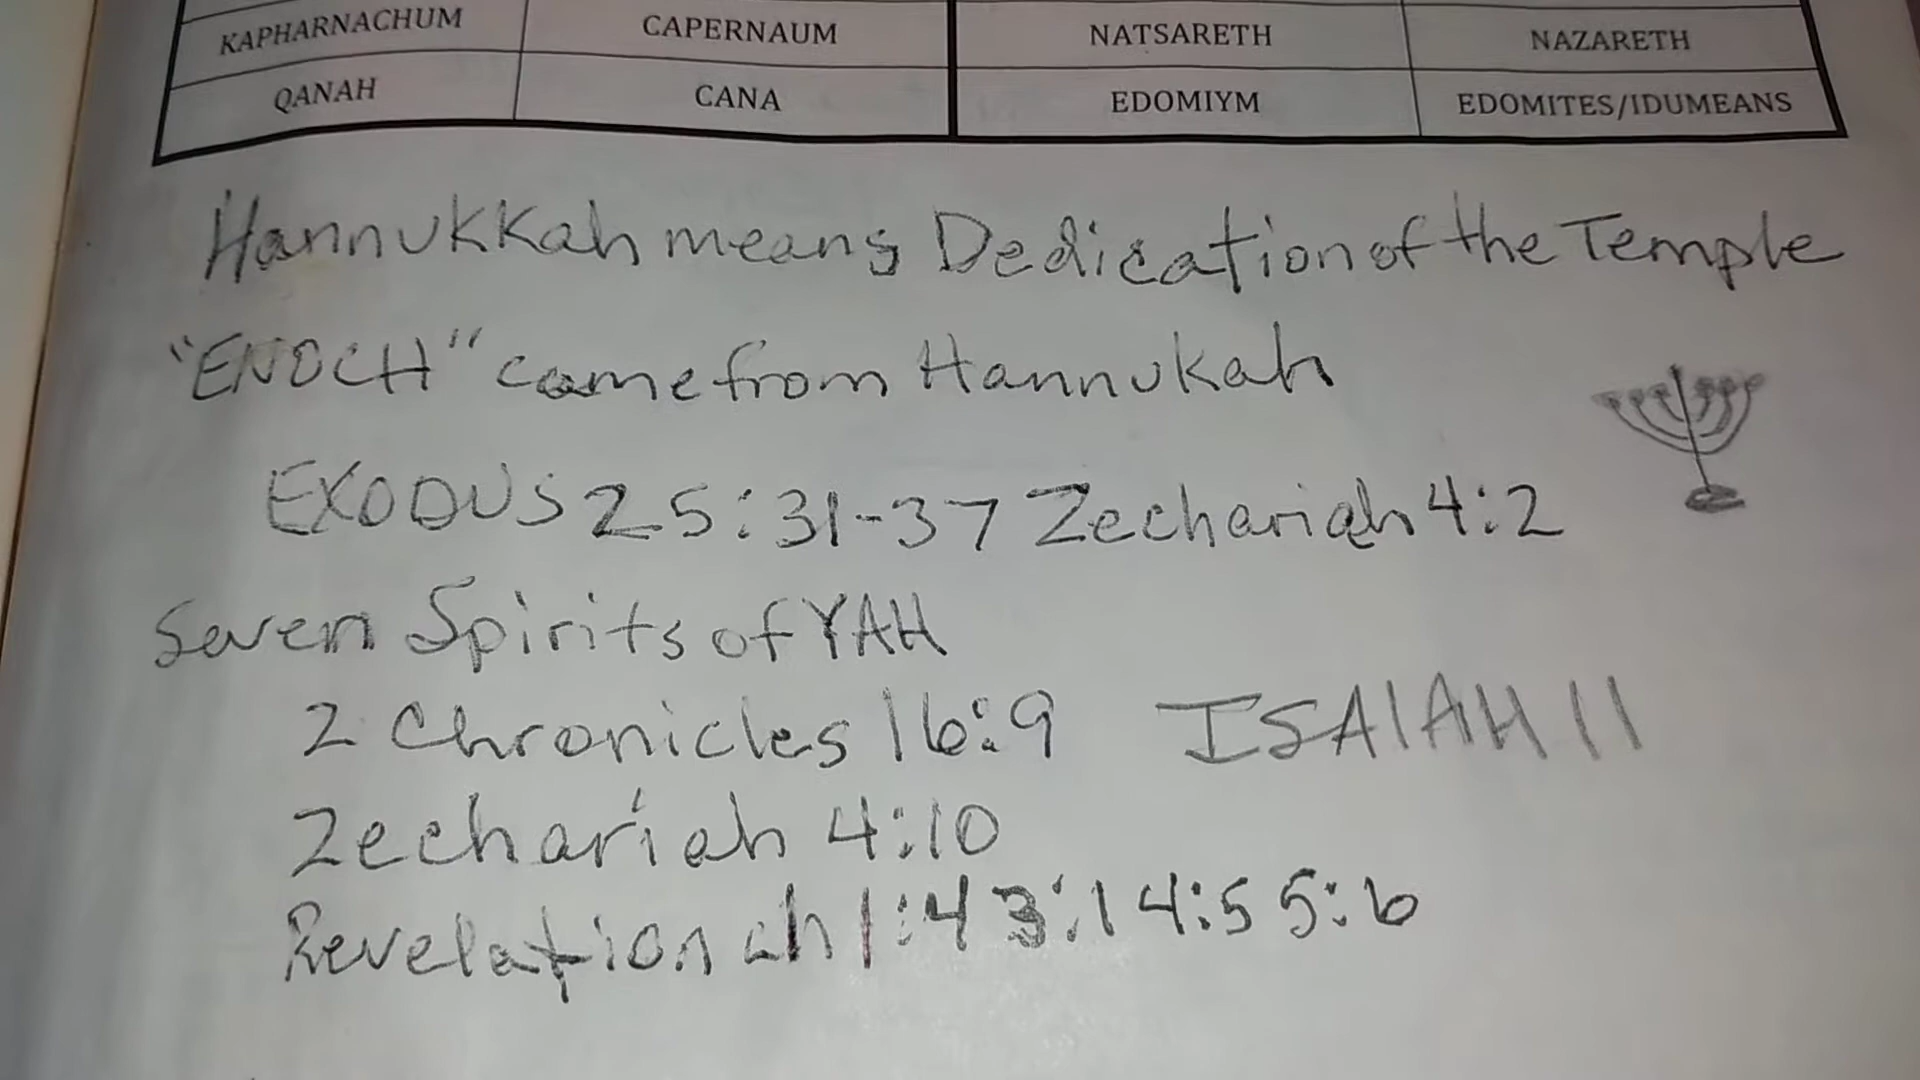 KAPHARNACHUM CAPERNAUM NATSARETH NAZARETH
QANAH CANA EDOMIYM EDOMITES/IDUMEANS
Hannukkah means Dedication of the Temple
"ENOCH" came from Hannukah
EXODUS 25:31-37 Zechariah 4:2
Seven Spirits of YAH
2 Chronicles 16:9 ISAIAH 11
Zechariah 4:10
Revelation ch 1:4 3:1 4:5 5:6